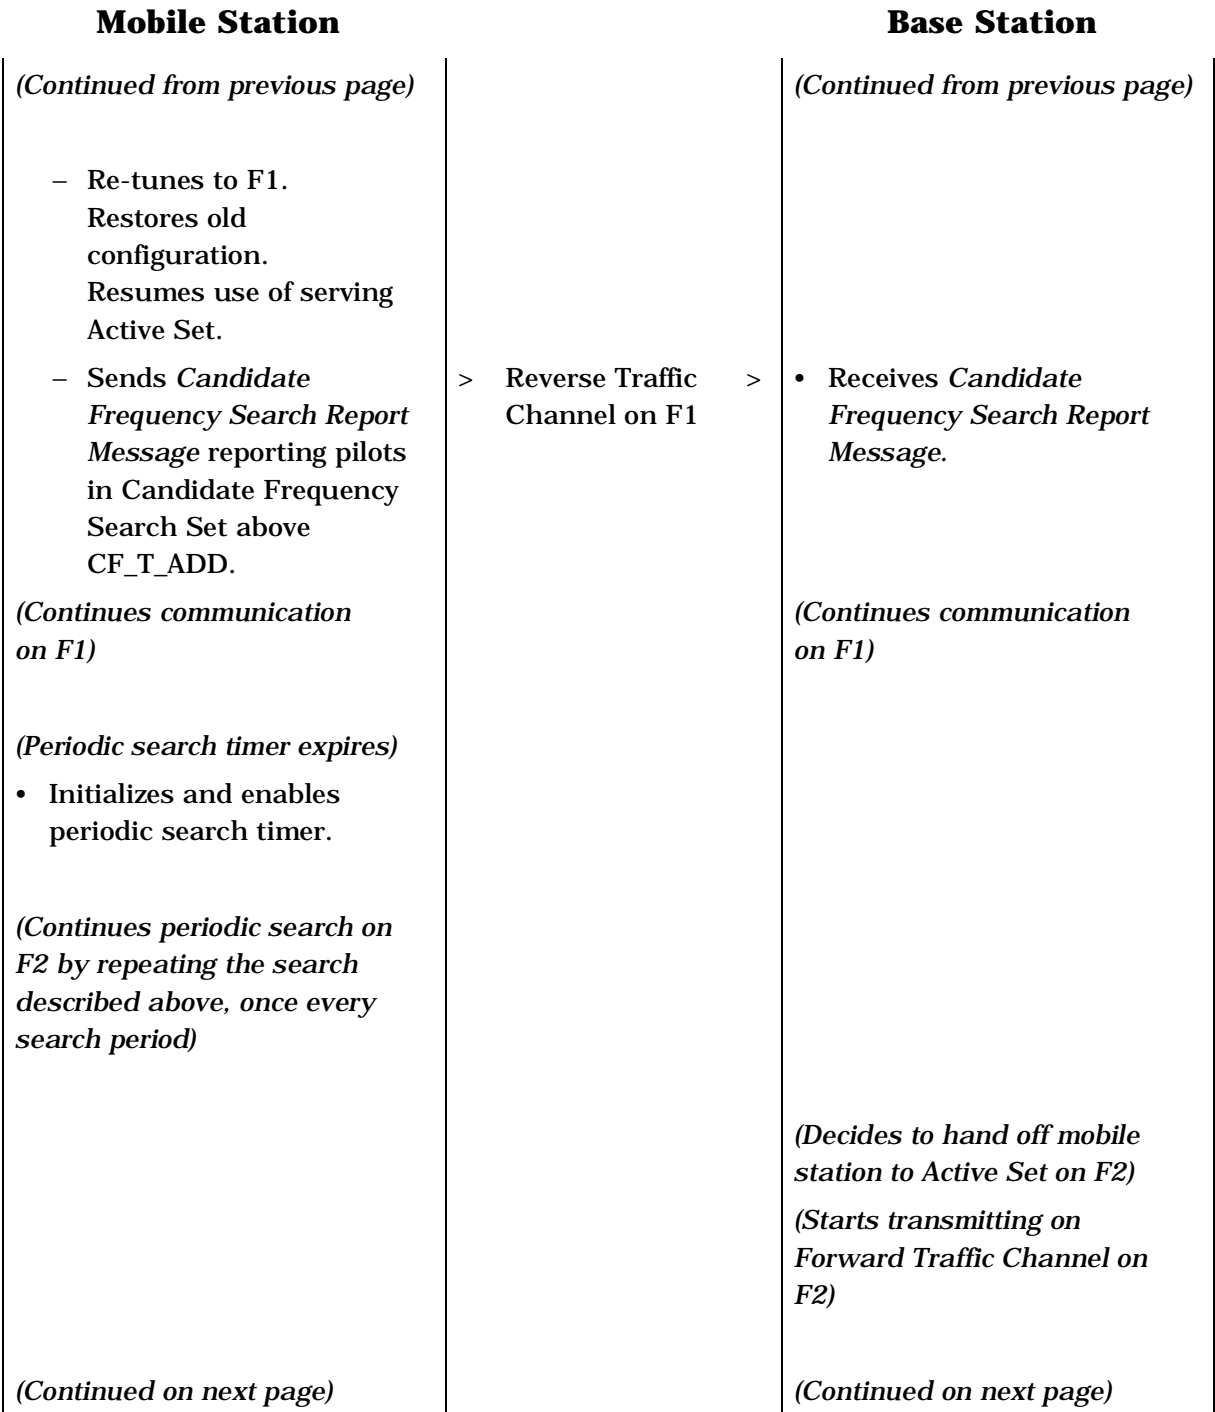 Mobile Station
Base Station
(Continued from previous page)
(Continued from previous page)
– Re-tunes to F1.
Restores old
configuration.
Resumes use of serving
Active Set.
– Sends Candidate
Frequency Search Report
Message reporting pilots
in Candidate Frequency
Search Set above
CF_T_ADD.
> Reverse Traffic >
Channel on F1
• Receives Candidate
Frequency Search Report
Message.
(Continues communication
on F1)
(Continues communication
on F1)
(Periodic search timer expires)
• Initializes and enables
periodic search timer.
(Continues periodic search on
F2 by repeating the search
described above, once every
search period)
(Decides to hand off mobile
station to Active Set on F2)
(Starts transmitting on
Forward Traffic Channel on
F2)
(Continued on next page)
(Continued on next page)